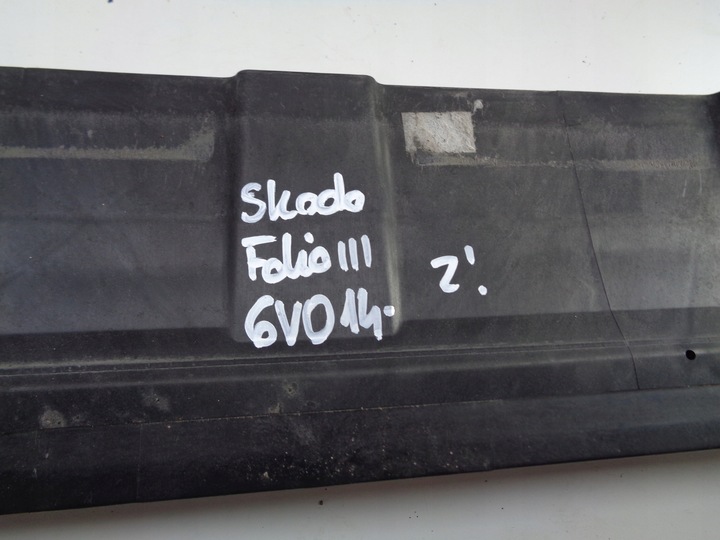 Skoda
Fabia III
6V0 14-
Z!